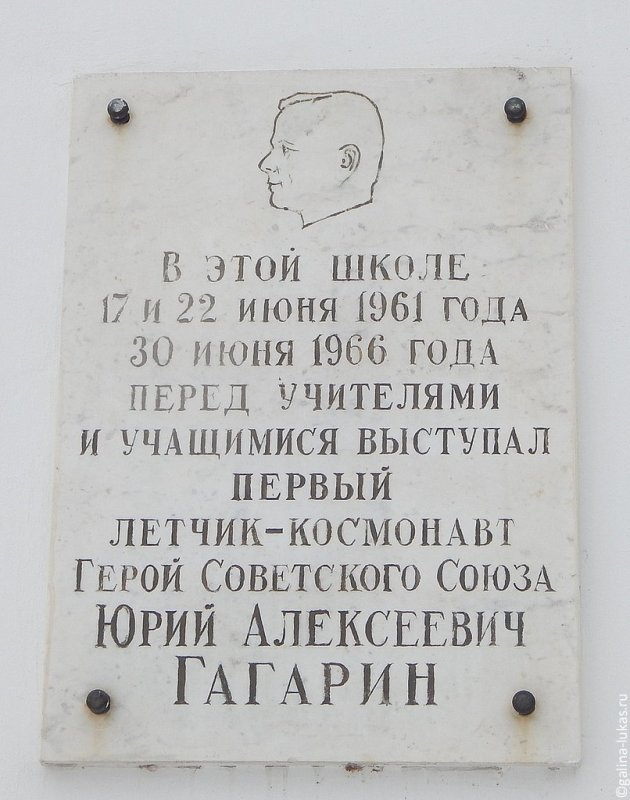 В ЭТОЙ ШКОЛЕ
17 И 22 ИЮНЯ 1961 ГОДА
30 ИЮНЯ 1966 ГОДА
ПЕРЕД УЧИТЕЛЯМИ
И УЧАЩИМИСЯ ВЫСТУПАЛ
ПЕРВЫЙ
ЛЕТЧИК-КОСМОНАВТ
ГЕРОЙ СОВЕТСКОГО СОЮЗА
ЮРИЙ АЛЕКСЕЕВИЧ
ГАГАРИН
©galina-lukas.ru